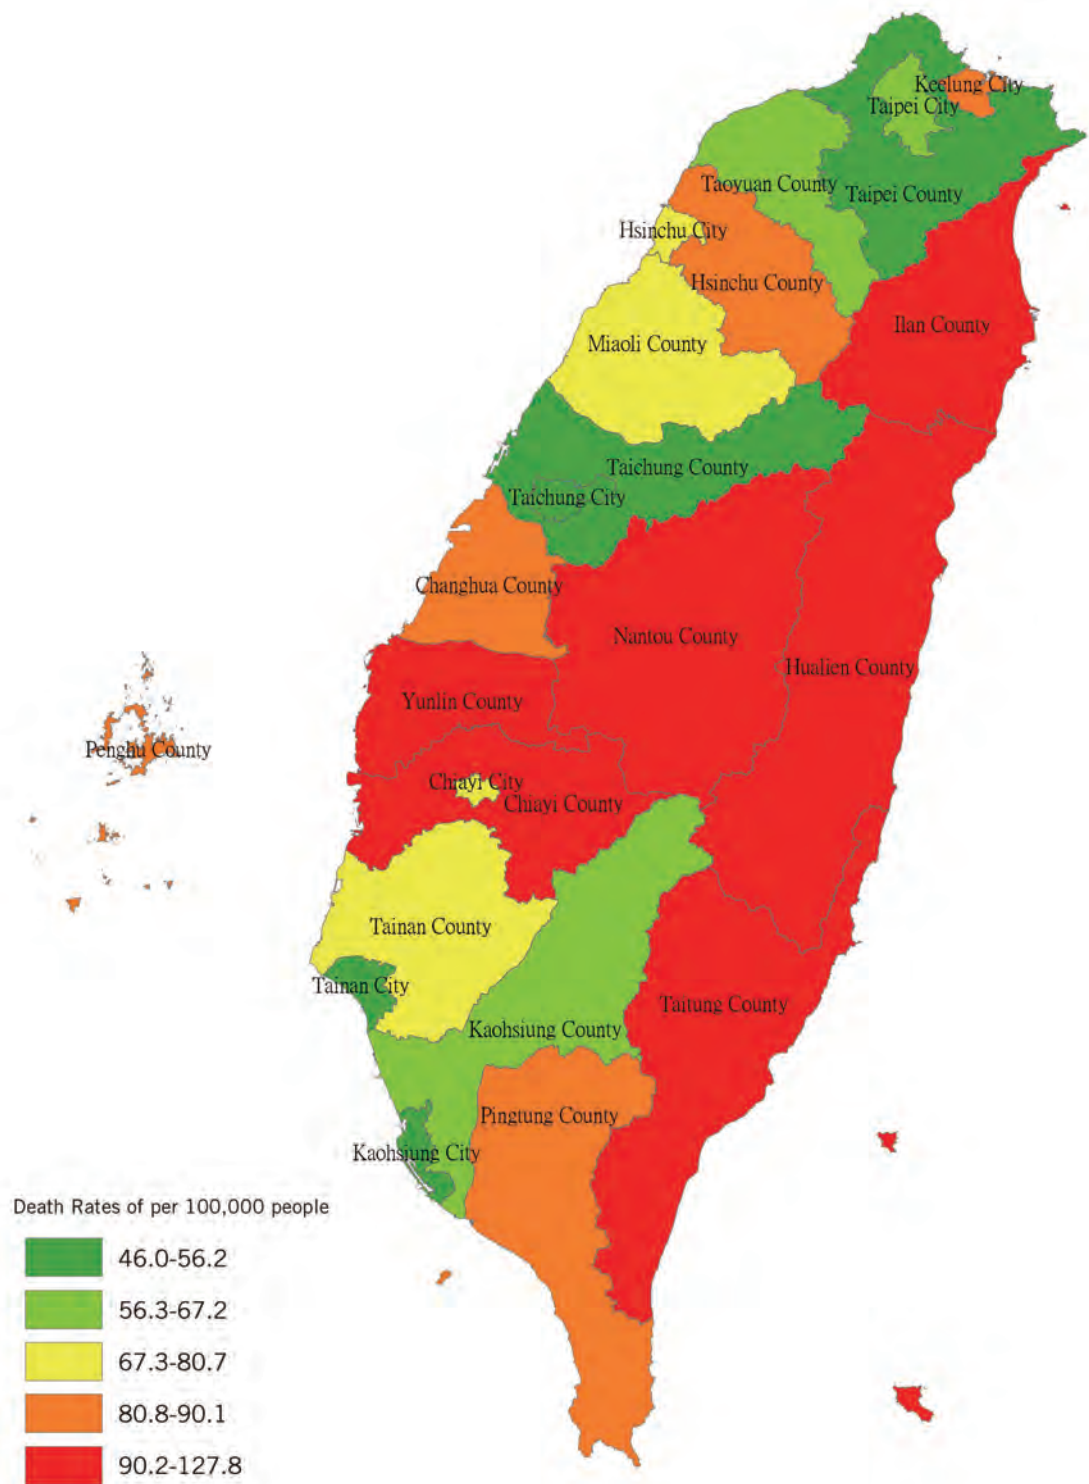 Keelung City
Taipei City
Taoyuan County
Taipei County
Hsinchu City
Hsinchu County
Ilan County
Miaoli County
Taichung County
Taichung City
Changhua County
Nantou County
Hualien County
Yunlin County
Penghu County
Chiayi City
Chiayi County
Tainan County
Tainan City
Taitung County
Kaohsiung County
Pingtung County
Kaohsiung City
Death Rates of per 100,000 people
46.0-56.2
56.3-67.2
67.3-80.7
80.8-90.1
90.2-127.8